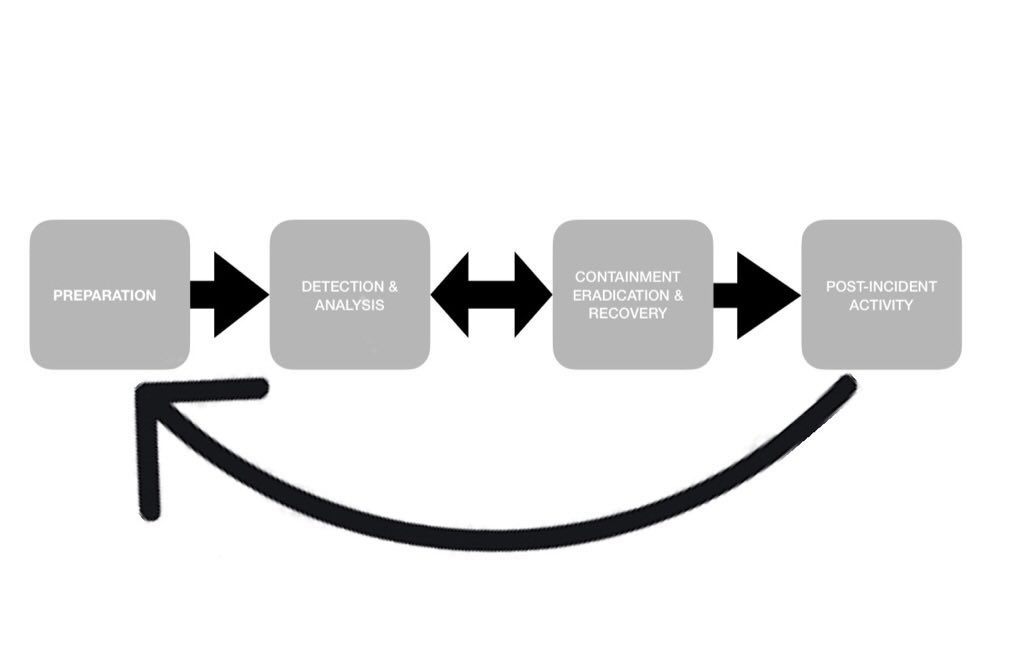 PREPARATION
DETECTION &
ANALYSIS
CONTAINMENT
ERADICATION &
RECOVERY
POST-INCIDENT
ACTIVITY